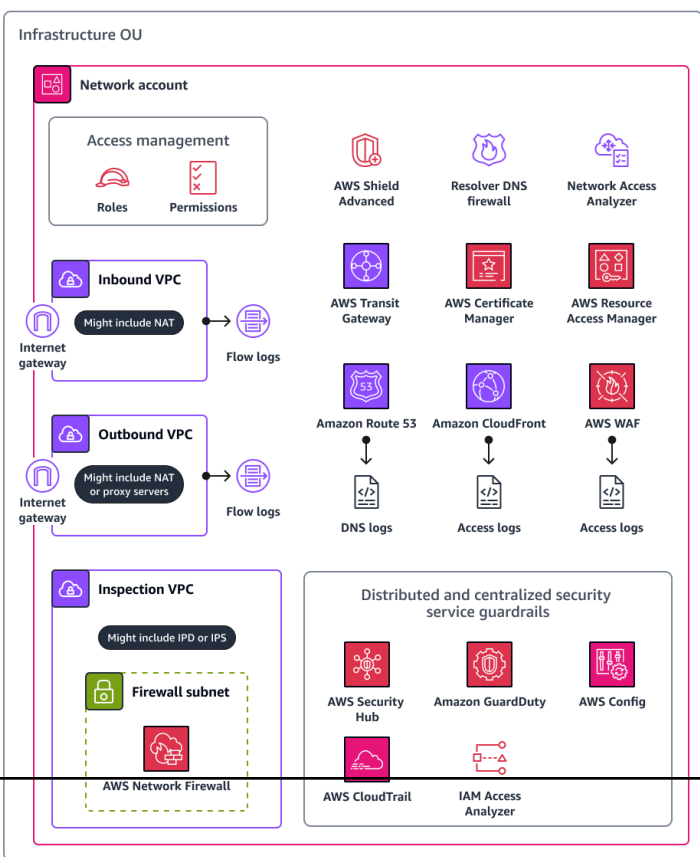 Infrastructure OU
Network account
Access management
Roles
Permissions
AWS Shield
Advanced
Resolver DNS
firewall
Network Access
Analyzer
Inbound VPC
Might include NAT
Internet
gateway
Flow logs
AWS Transit
Gateway
AWS Certificate
Manager
AWS Resource
Access Manager
53
Amazon Route 53
Amazon CloudFront
AWS WAF
Outbound VPC
Might include NAT
or proxy servers
Internet
gateway
Flow logs
DNS logs
Access logs
Access logs
Inspection VPC
Might include IPD or IPS
Firewall subnet
AWS Network Firewall
Distributed and centralized security
service guardrails
AWS Security
Hub
Amazon GuardDuty
AWS Config
AWS CloudTrail
IAM Access
Analyzer